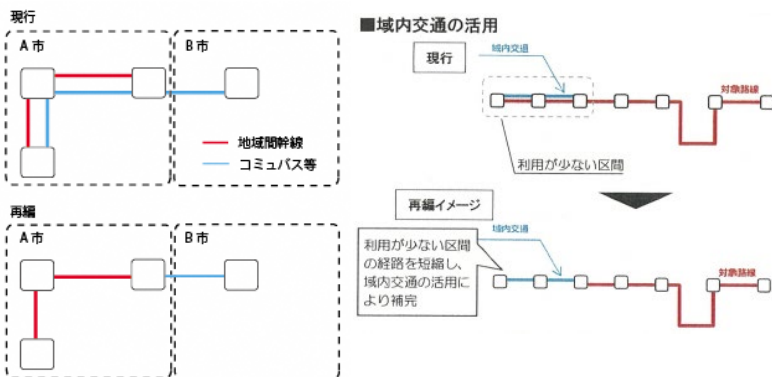 現行
A市
B市
地域間幹線
コミュバス等
再編
A市
B市
■域内交通の活用
現行
域内交通
対象路線
利用が少ない区間
再編イメージ
域内交通
利用が少ない区間
の経路を短縮し、
域内交通の活用に
より補完
対象路線